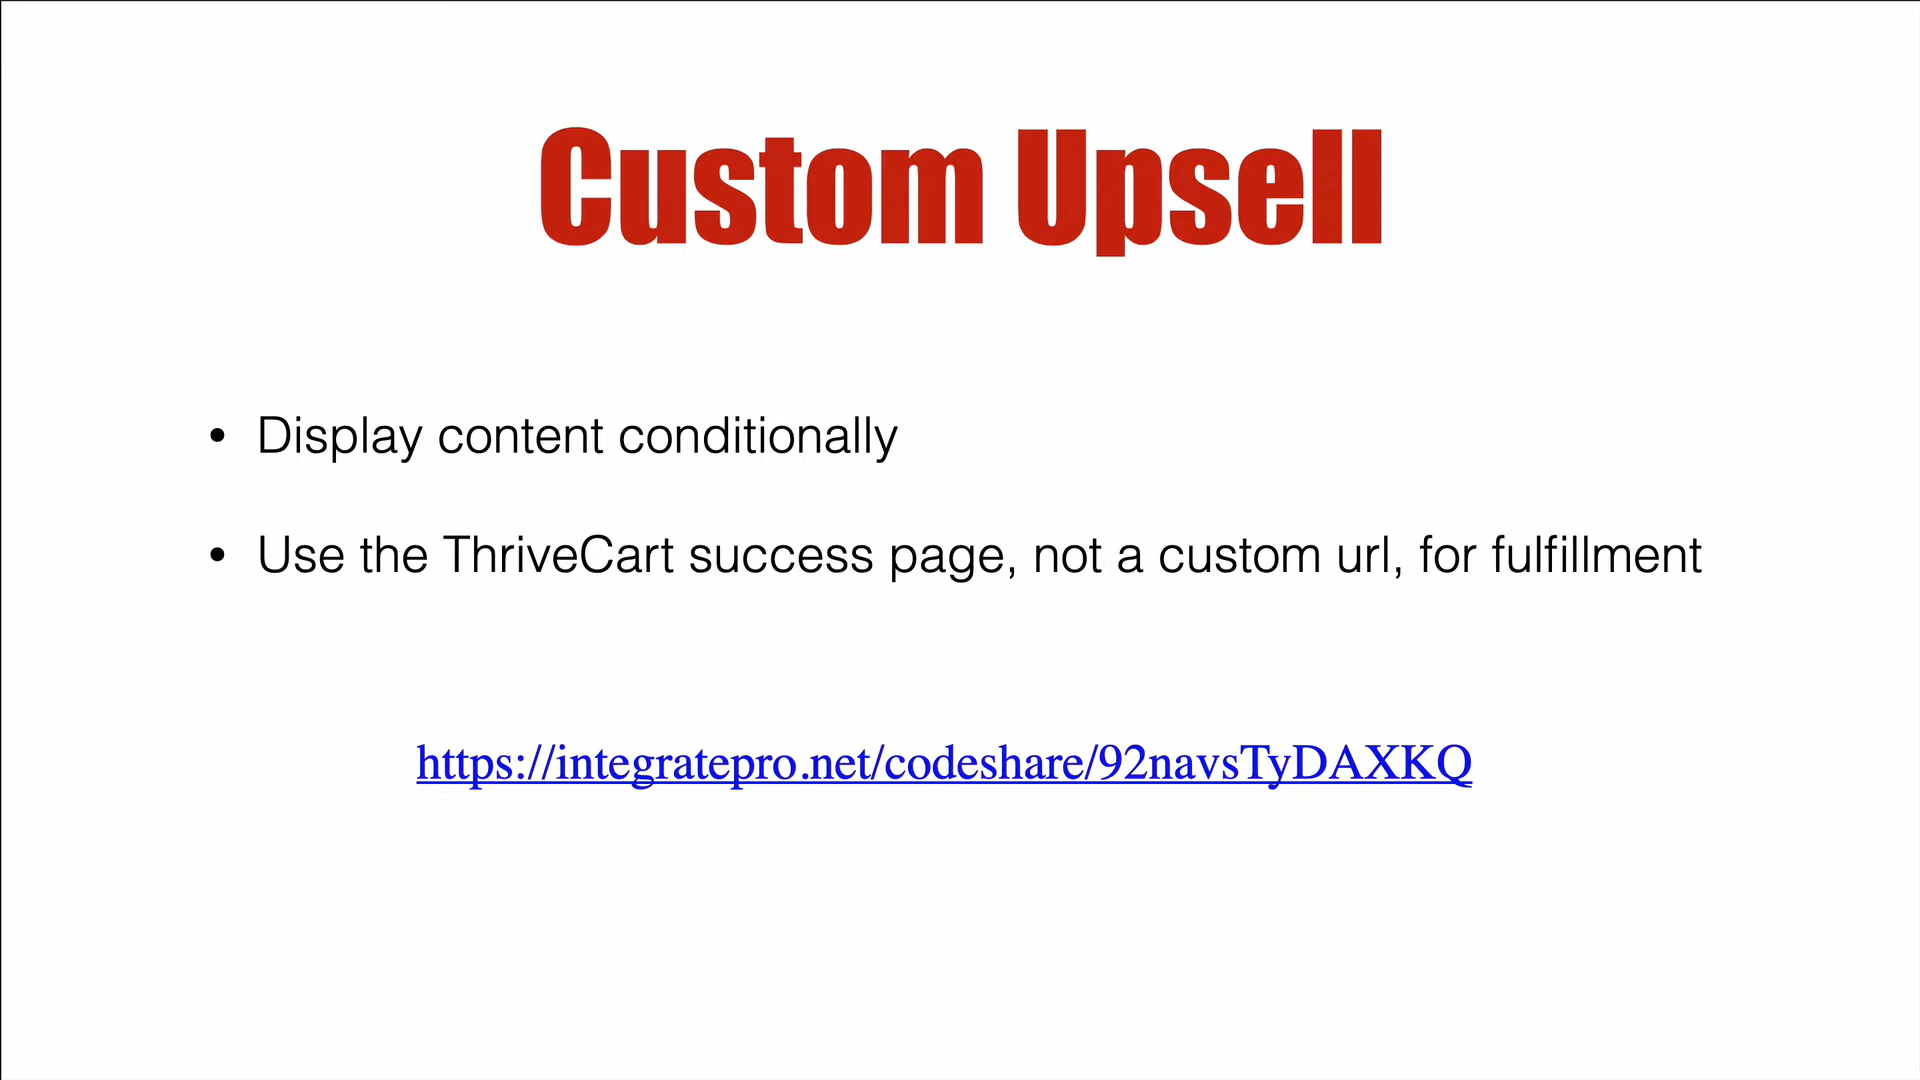 Custom Upsell
• Display content conditionally
• Use the ThriveCart success page, not a custom url, for fulfillment
https://integratepro.net/codeshare/92navsTyDAXKQ